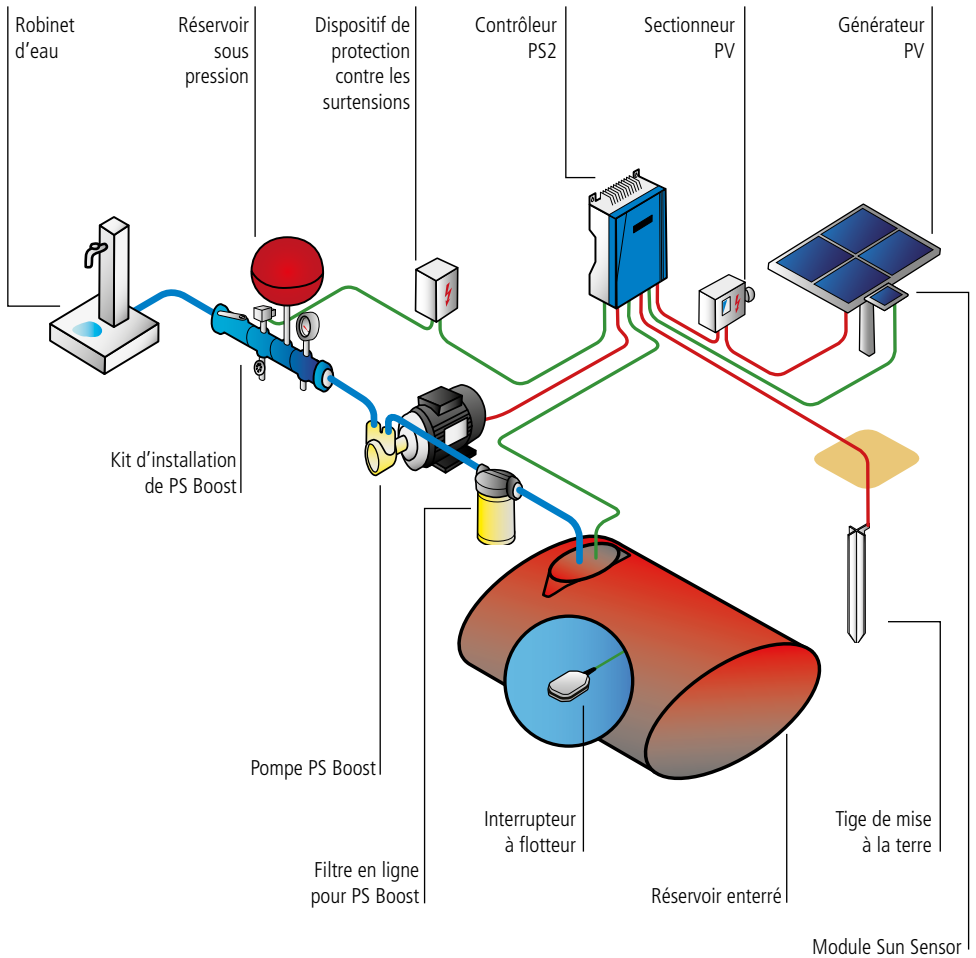 Robinet
d'eau
Réservoir
sous
pression
Dispositif de
protection
contre les
surtensions
Contrôleur
PS2
Sectionneur
PV
Générateur
PV
Kit d'installation
de PS Boost
Pompe PS Boost
Filtre en ligne
pour PS Boost
Interrupteur
à flotteur
Réservoir enterré
Tige de mise
à la terre
Module Sun Sensor